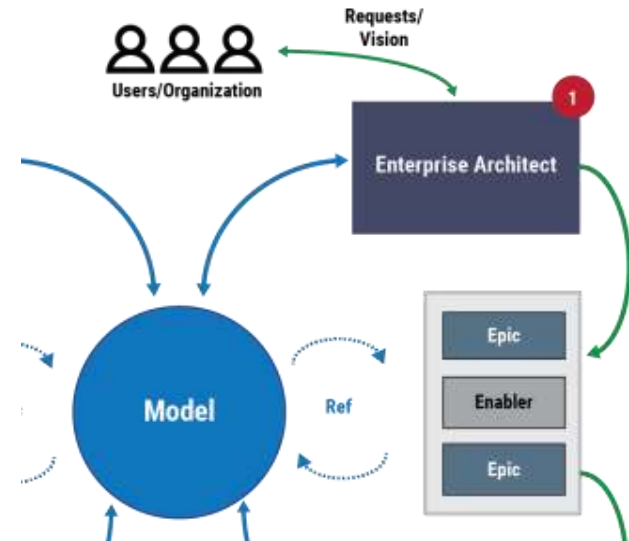 Requests/
Vision
Users/Organization
1
Enterprise Architect
Epic
Model
Ref
Enabler
Epic